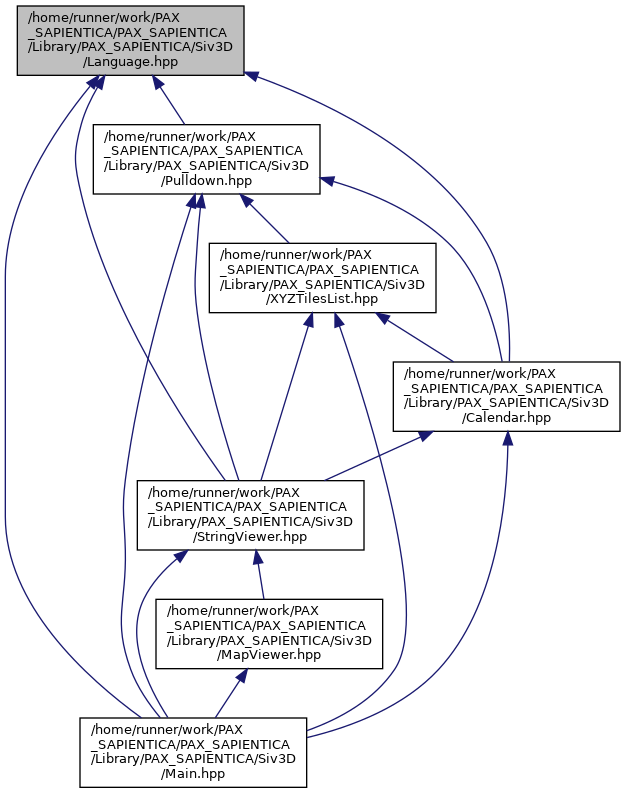 /home/runner/work/PAX
_SAPIENTICA/PAX_SAPIENTICA
/Library/PAX_SAPIENTICA/Siv3D
/Language.hpp
/home/runner/work/PAX
_SAPIENTICA/PAX_SAPIENTICA
/Library/PAX_SAPIENTICA/Siv3D
/Pulldown.hpp
/home/runner/work/PAX
_SAPIENTICA/PAX_SAPIENTICA
/Library/PAX_SAPIENTICA/Siv3D
/XYZTilesList.hpp
/home/runner/work/PAX
_SAPIENTICA/PAX_SAPIENTICA
/Library/PAX_SAPIENTICA/Siv3D
/Calendar.hpp
/home/runner/work/PAX
_SAPIENTICA/PAX_SAPIENTICA
/Library/PAX_SAPIENTICA/Siv3D
/StringViewer.hpp
/home/runner/work/PAX
_SAPIENTICA/PAX_SAPIENTICA
/Library/PAX_SAPIENTICA/Siv3D
/MapViewer.hpp
/home/runner/work/PAX
_SAPIENTICA/PAX_SAPIENTICA
/Library/PAX_SAPIENTICA/Siv3D
/Main.hpp